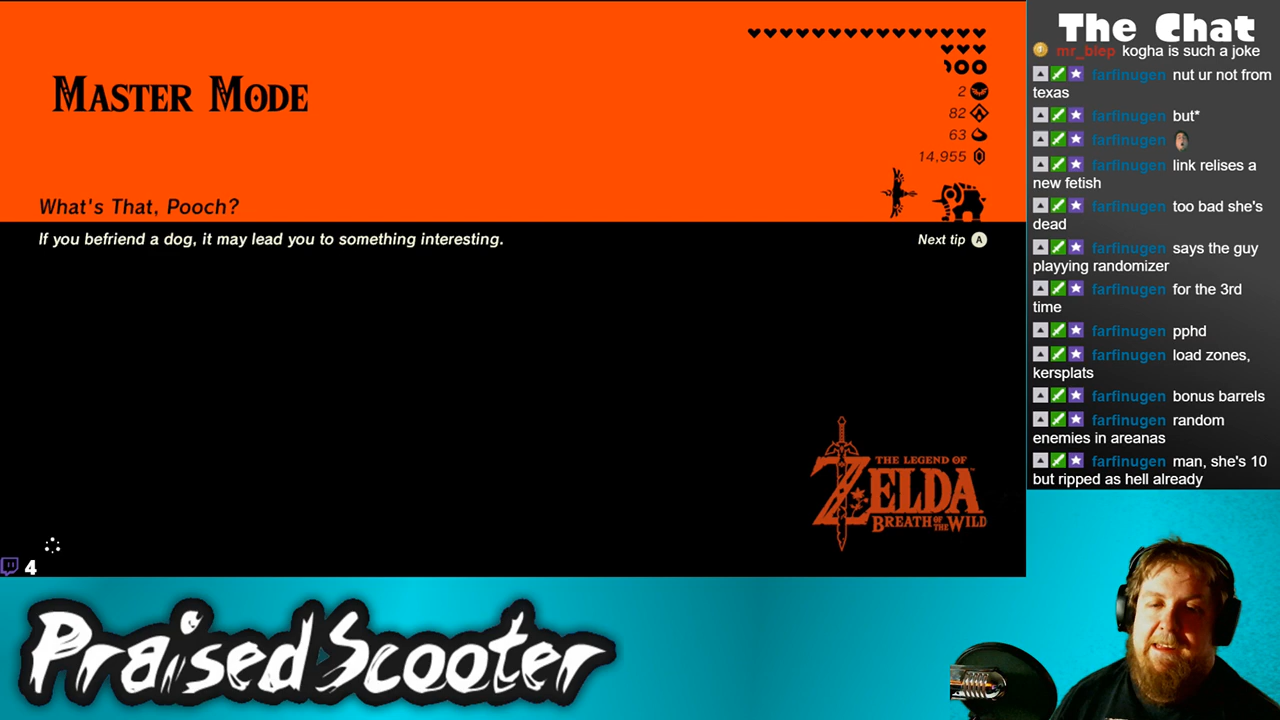 MASTER MODE
2
82
63
14,955
What's That, Pooch?
If you befriend a dog, it may lead you to something interesting.
Next tip A
THE LEGEND OF
ZELDA
BREATH OF THE WILD
4
PraisedScooter
The Chat
mr_blep kogha is such a joke
farfinugen nut ur not from
texas
farfinugen but*
farfinugen
farfinugen link relises a
new fetish
farfinugen too bad she's
dead
farfinugen says the guy
playying randomizer
farfinugen for the 3rd
time
farfinugen pphd
farfinugen load zones,
kersplats
farfinugen bonus barrels
farfinugen random
enemies in areanas
farfinugen man, she's 10
but ripped as hell already